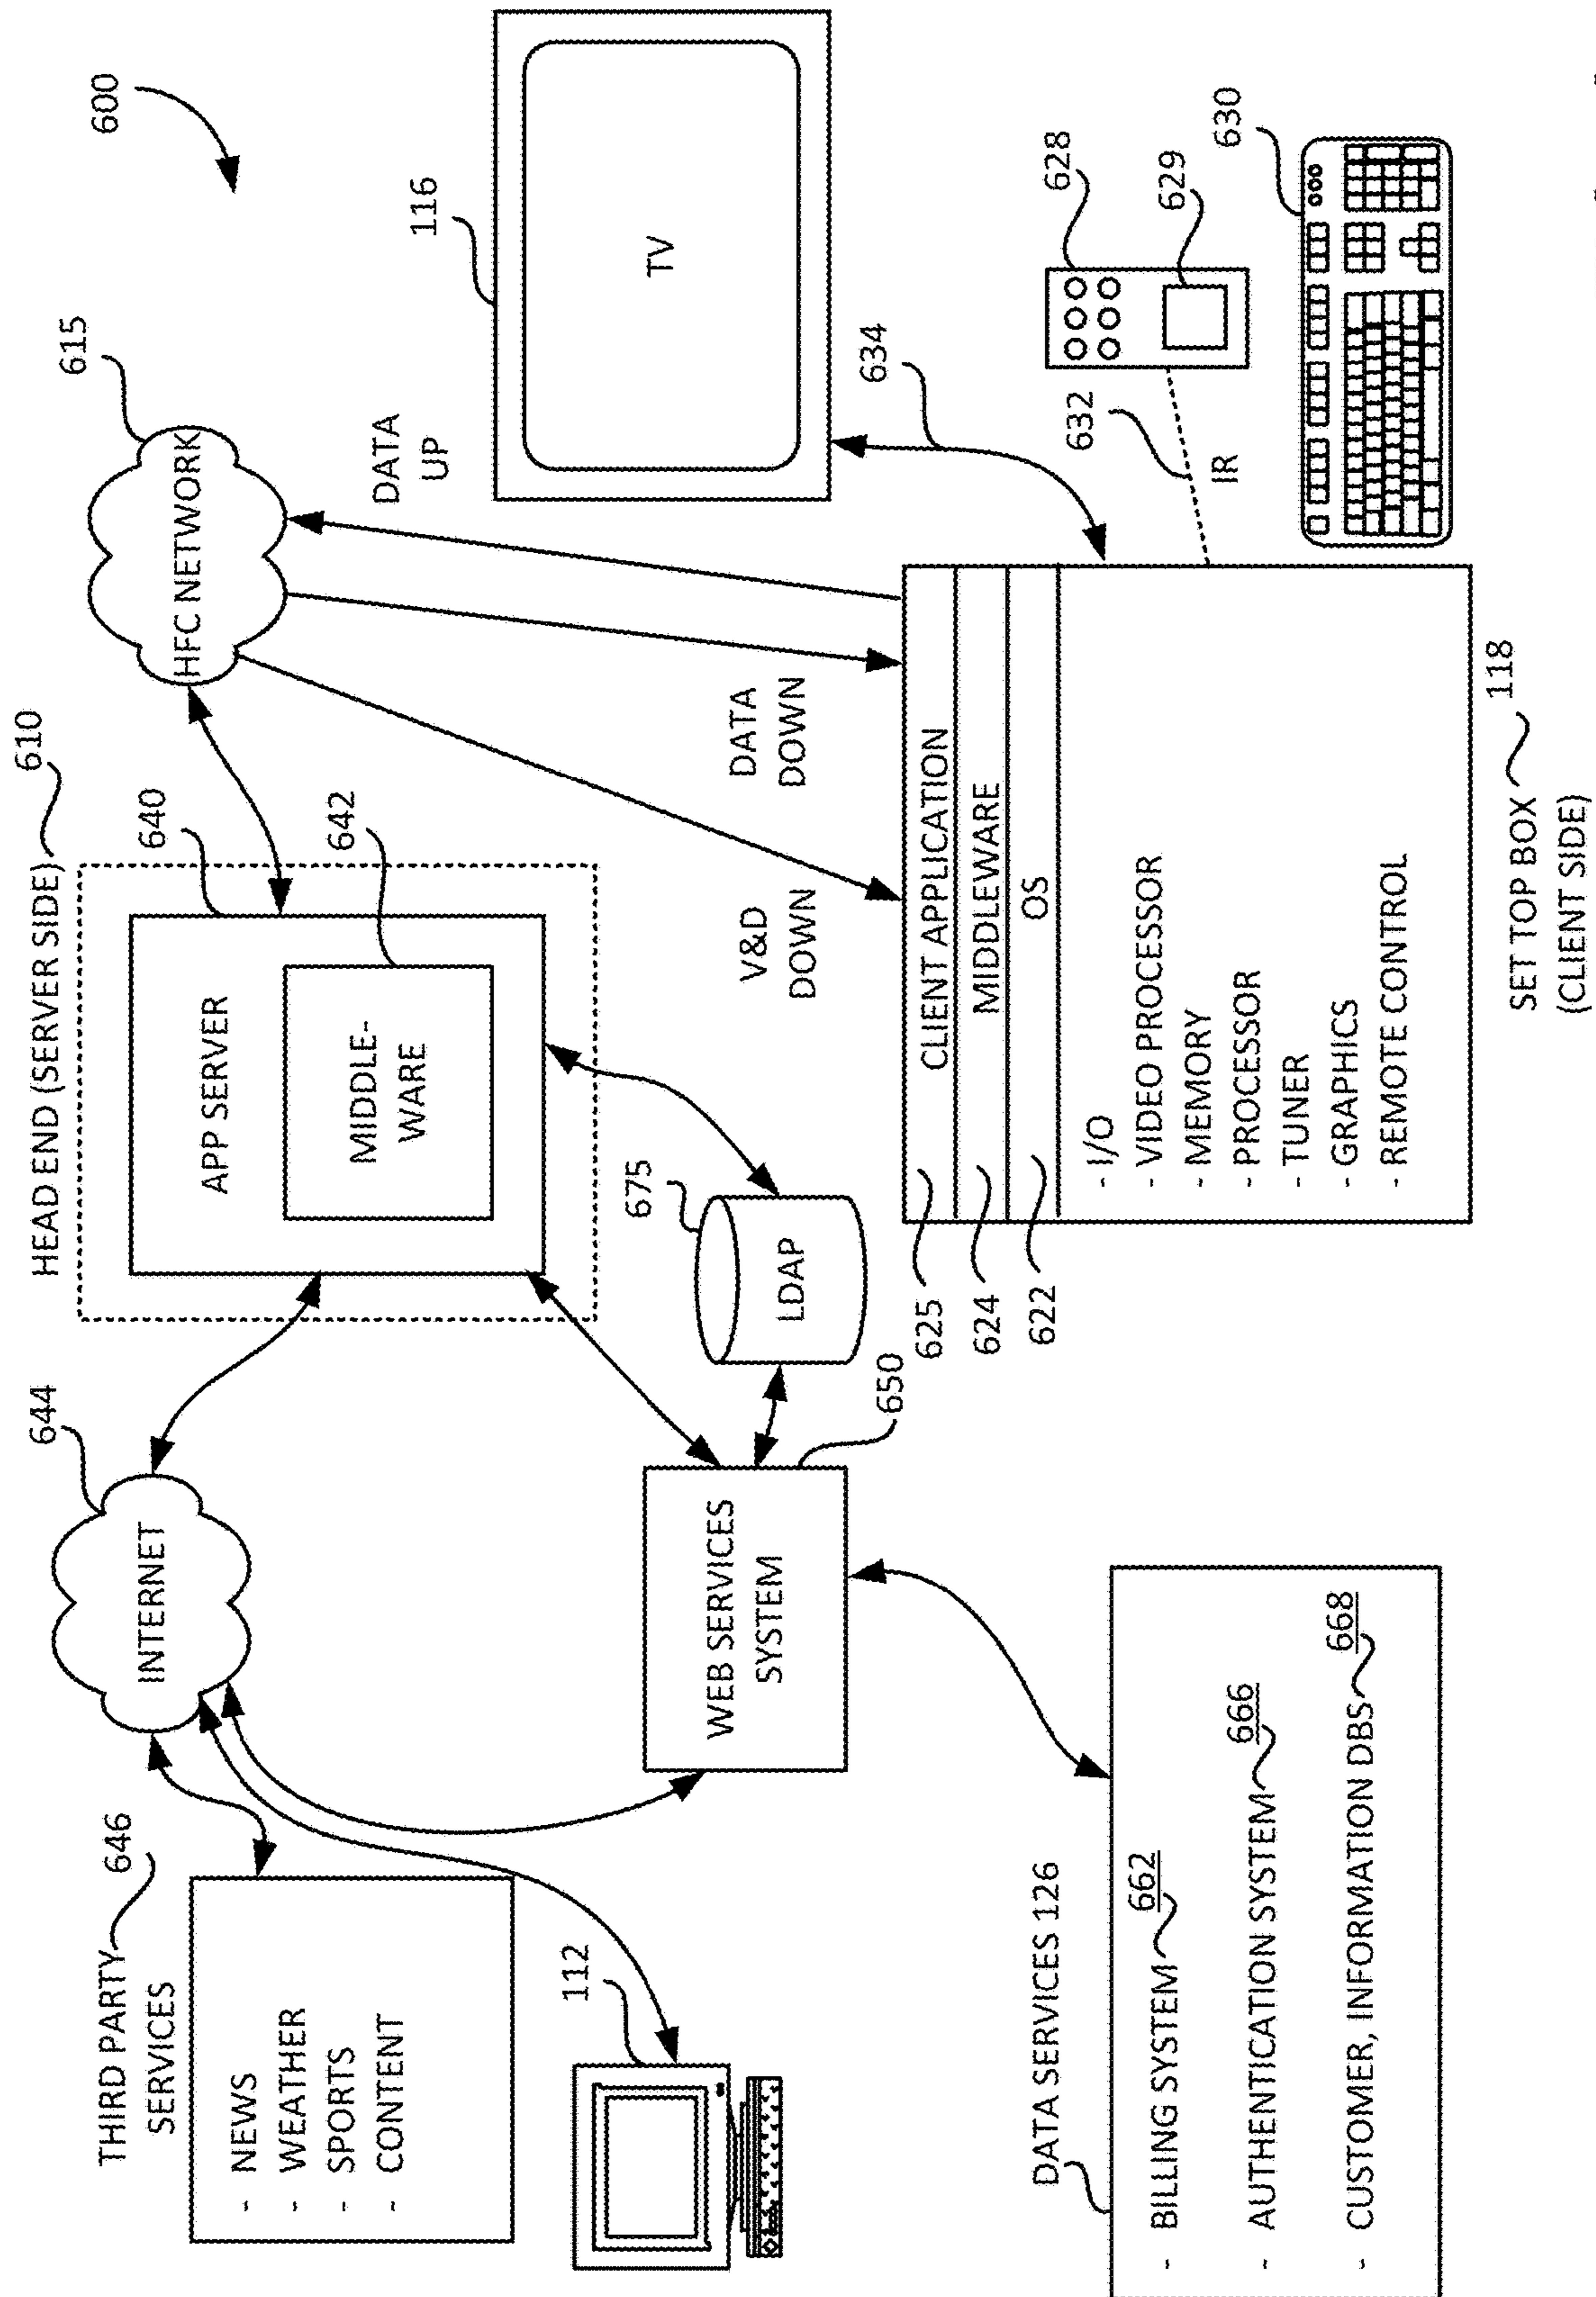 600
THIRD PARTY 646
SERVICES
- NEWS
- WEATHER
- SPORTS
- CONTENT
644
INTERNET
HEAD END (SERVER SIDE) 610
640
642
APP SERVER
MIDDLE-
WARE
615
HFC NETWORK
DATA
UP
116
TV
112
WEB SERVICES
SYSTEM
650
675
LDAP
V&D
DOWN
DATA
DOWN
634
628
629
632
IR
630
DATA SERVICES 126
- BILLING SYSTEM 662
- AUTHENTICATION SYSTEM 666
- CUSTOMER, INFORMATION DBS 668
625
CLIENT APPLICATION
624
MIDDLEWARE
622
OS
- I/O
- VIDEO PROCESSOR
- MEMORY
- PROCESSOR
- TUNER
- GRAPHICS
- REMOTE CONTROL
SET TOP BOX 118
(CLIENT SIDE)